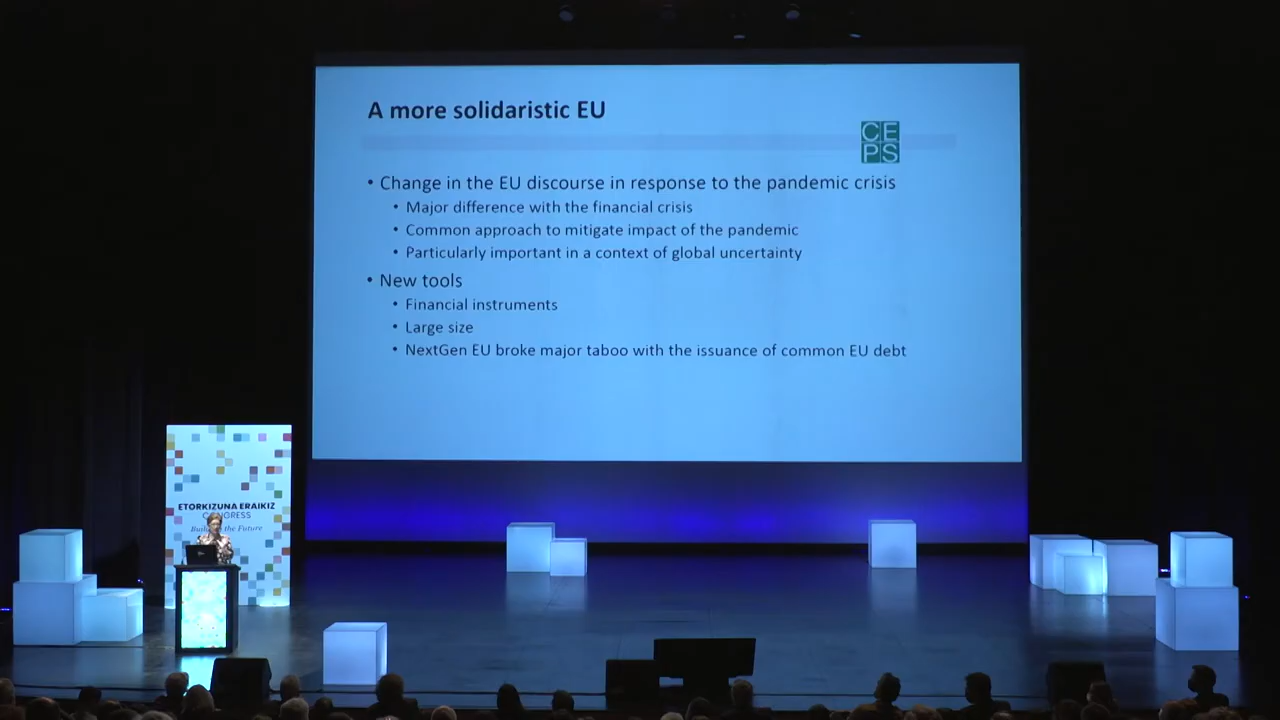 A more solidaristic EU
CE
PS
• Change in the EU discourse in response to the pandemic crisis
• Major difference with the financial crisis
• Common approach to mitigate impact of the pandemic
• Particularly important in a context of global uncertainty
• New tools
• Financial instruments
• Large size
• NextGen EU broke major taboo with the issuance of common EU debt
ETORKIZUNA ERAIKIZ
the Future